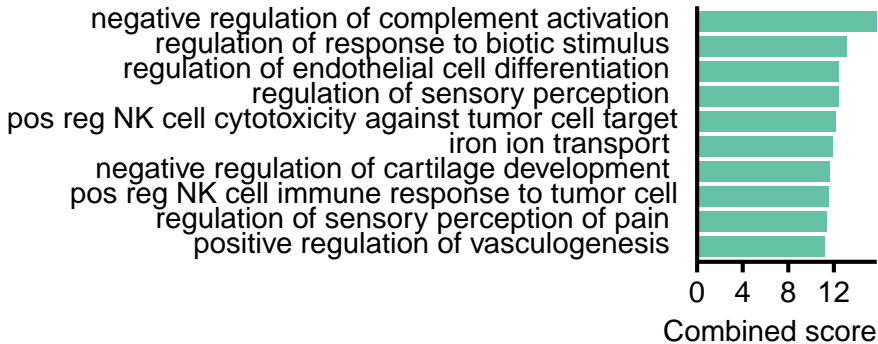 negative regulation of complement activation
regulation of response to biotic stimulus
regulation of endothelial cell differentiation
regulation of sensory perception
pos reg NK cell cytotoxicity against tumor cell target
iron ion transport
negative regulation of cartilage development
pos reg NK cell immune response to tumor cell
regulation of sensory perception of pain
positive regulation of vasculogenesis
0 4 8 12
Combined score